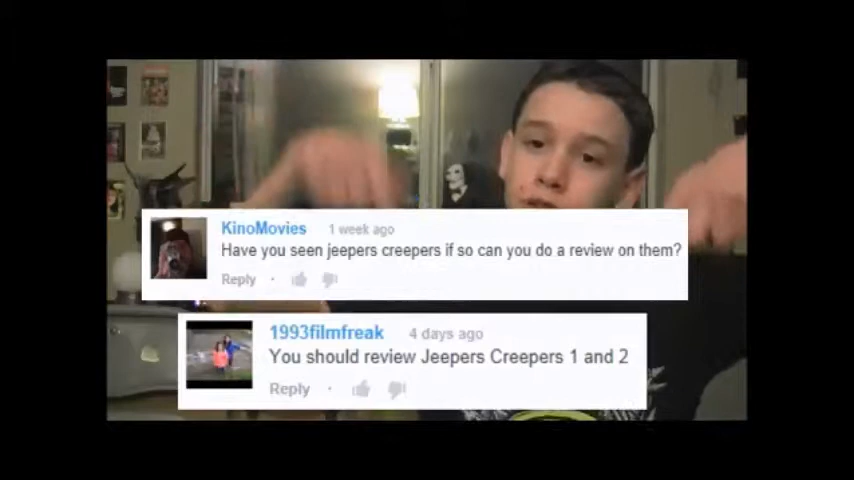 KinoMovies 1 week ago
Have you seen jeepers creepers if so can you do a review on them?
Reply ·
1993filmfreak 4 days ago
You should review Jeepers Creepers 1 and 2
Reply ·